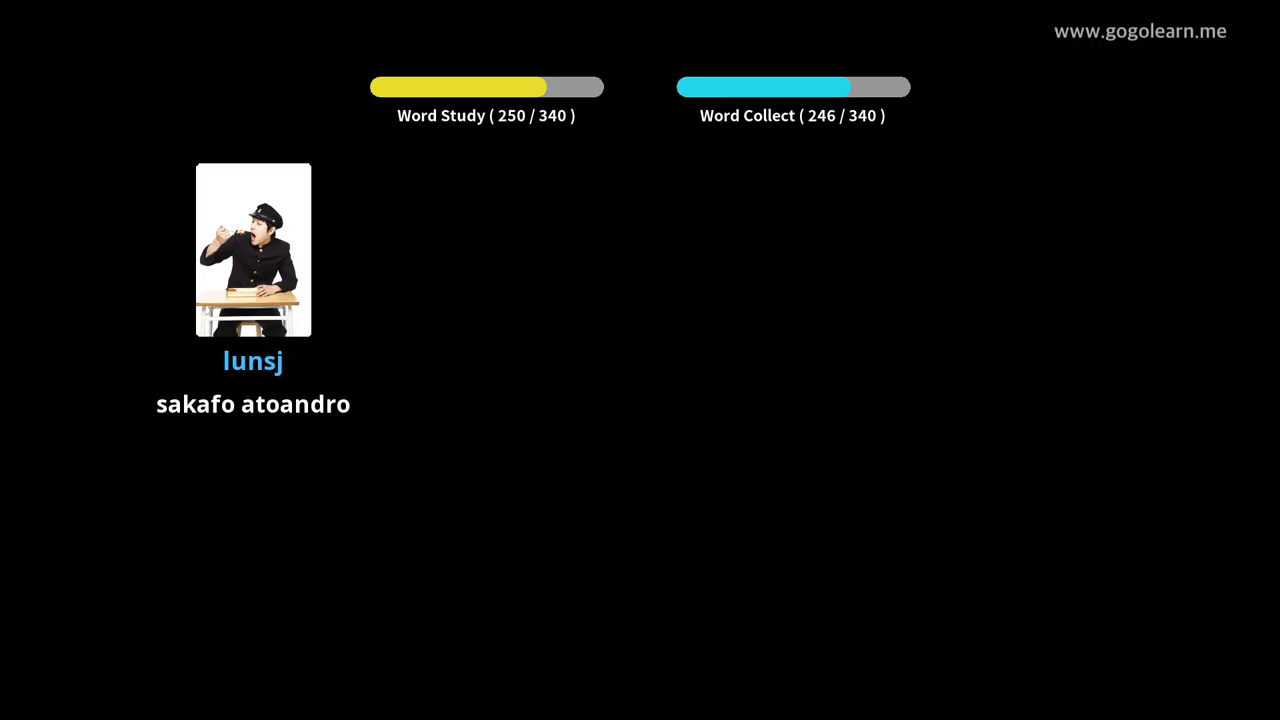 www.gogolearn.me
Word Study ( 250 / 340 )
Word Collect ( 246 / 340 )
lunsj
sakafo atoandro